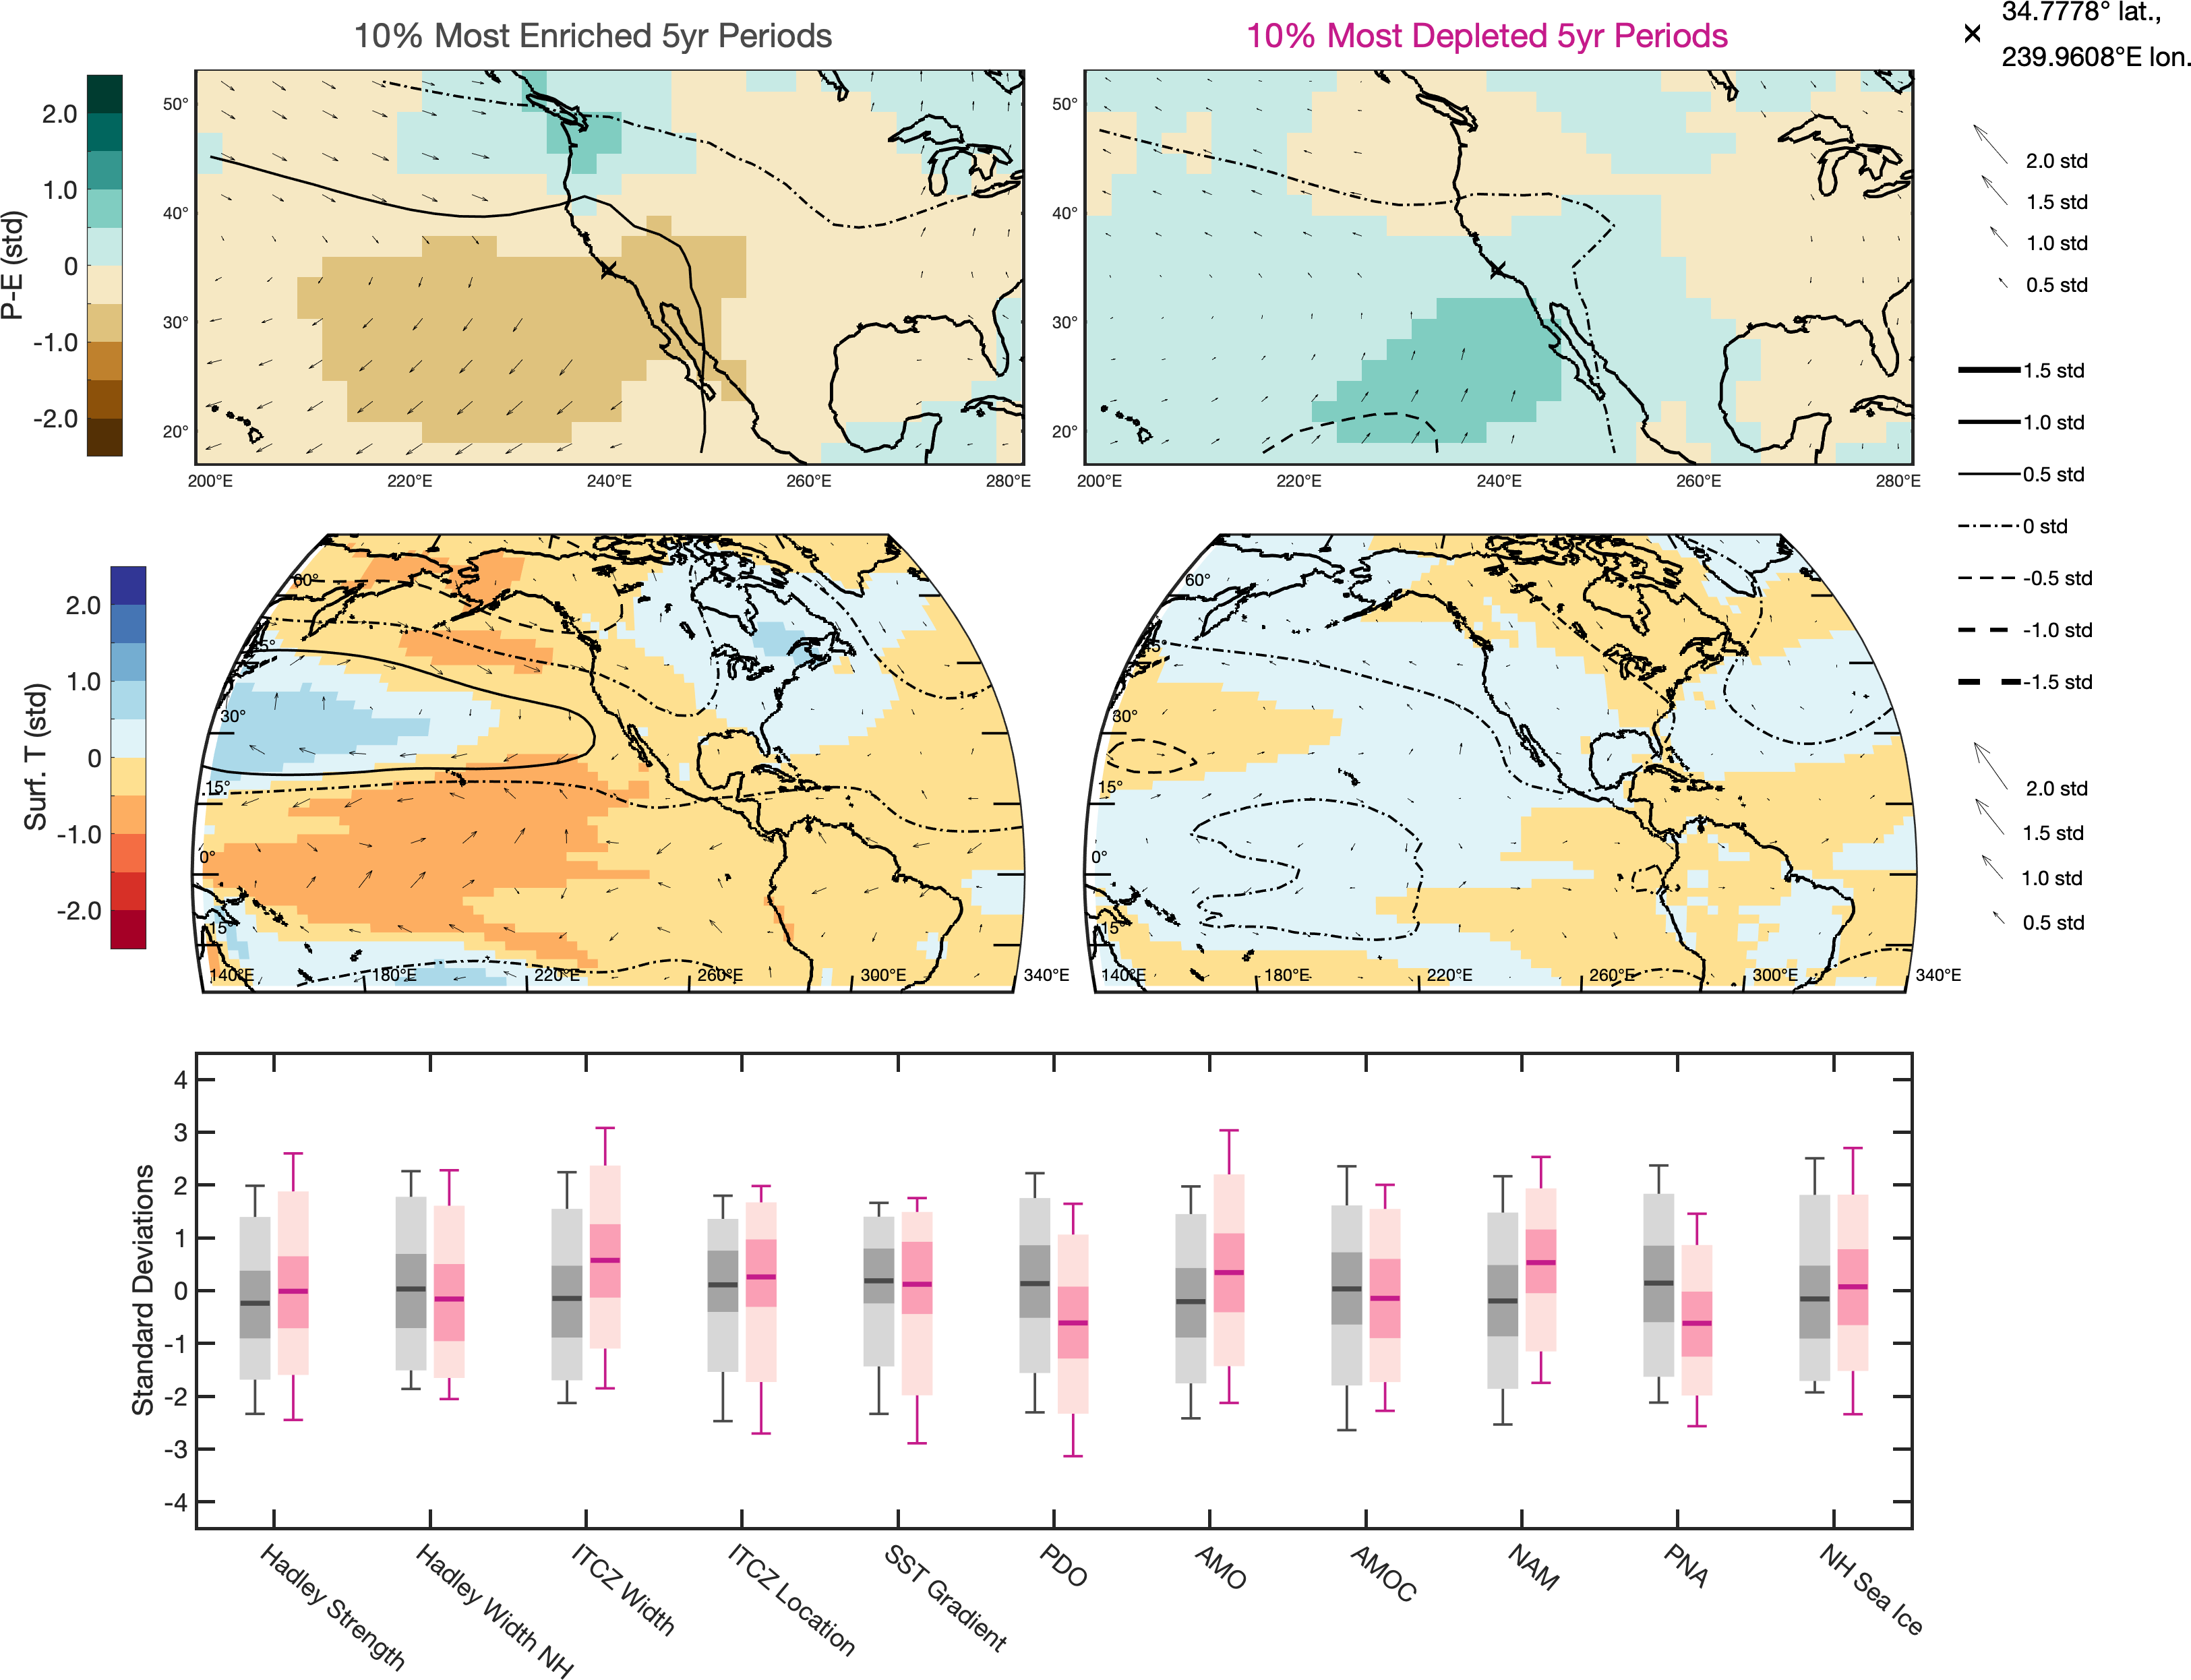 10% Most Enriched 5yr Periods
10% Most Depleted 5yr Periods
34.7778° lat.,
239.9608°E lon.
P-E (std)
2.0
1.0
0
-1.0
-2.0
50°
40°
30°
20°
200°E
220°E
240°E
260°E
280°E
50°
40°
30°
20°
200°E
220°E
240°E
260°E
280°E
2.0 std
1.5 std
1.0 std
0.5 std
1.5 std
1.0 std
0.5 std
0 std
-0.5 std
-1.0 std
-1.5 std
2.0 std
1.5 std
1.0 std
0.5 std
Surf. T (std)
2.0
1.0
0
-1.0
-2.0
60°
45°
30°
15°
0°
15°
140°E
180°E
220°E
260°E
300°E
340°E
60°
45°
30°
15°
0°
15°
140°E
180°E
220°E
260°E
300°E
340°E
Standard Deviations
4
3
2
1
0
-1
-2
-3
-4
Hadley Strength
Hadley Width NH
ITCZ Width
ITCZ Location
SST Gradient
PDO
AMO
AMOC
NAM
PNA
NH Sea Ice